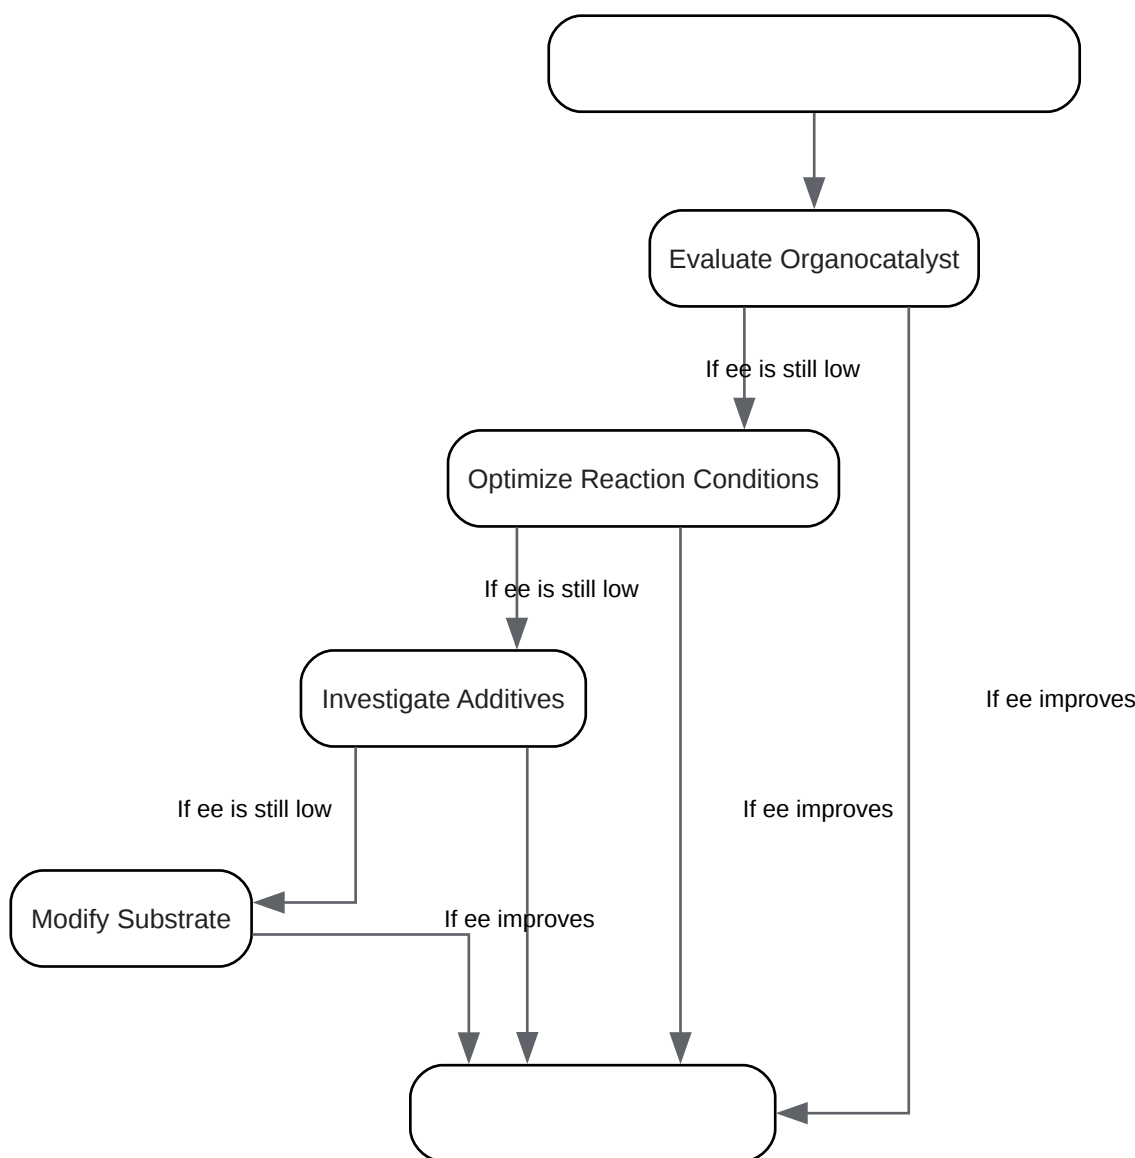 Evaluate Organocatalyst
If ee is still low
Optimize Reaction Conditions
If ee is still low
Investigate Additives
If ee improves
If ee is still low
If ee improves
Modify Substrate
If ee improves